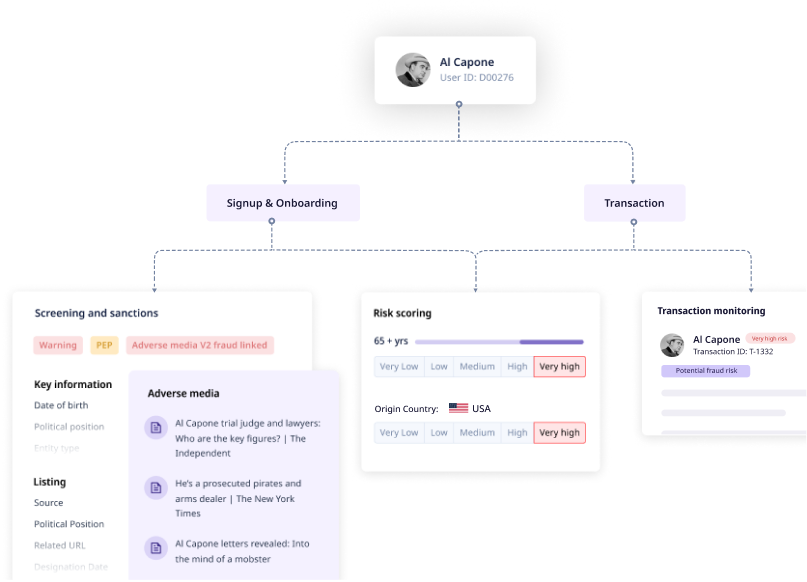 Al Capone
User ID: D00276
Signup & Onboarding
Transaction
Screening and sanctions
Warning
PEP
Adverse media V2 fraud linked
Key information
Date of birth
Political position
Entity type
Listing
Source
Political Position
Related URL
Designation Date
Adverse media
Al Capone trial judge and lawyers:
Who are the key figures? | The
Independent
He's a prosecuted pirates and
arms dealer | The New York
Times
Al Capone letters revealed: Into
the mind of a mobster
Risk scoring
65 + yrs
Very Low Low Medium High Very high
Origin Country: USA
Very Low Low Medium High Very high
Transaction monitoring
Al Capone Very high risk
Transaction ID: T-1332
Potential fraud risk